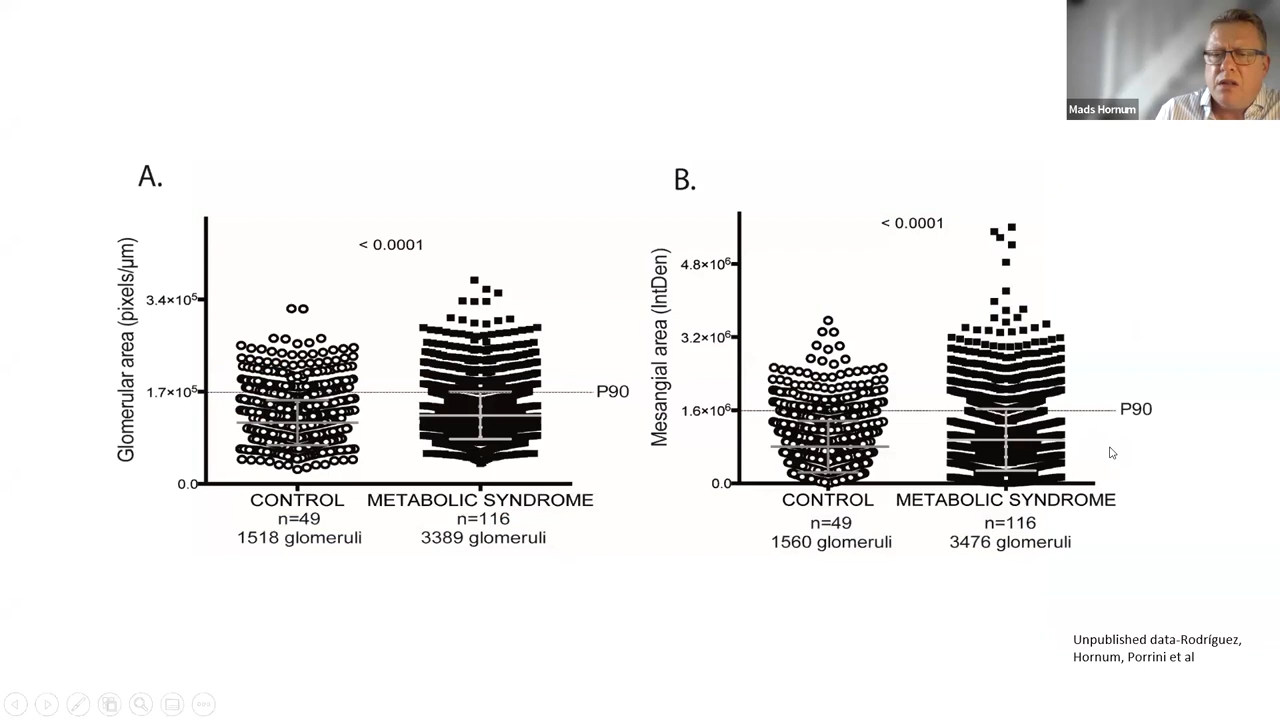 Mads Hornum
A.
Glomerular area (pixels/µm)
< 0.0001
3.4×10⁵
1.7×10⁵
0.0
P90
CONTROL
n=49
1518 glomeruli
METABOLIC SYNDROME
n=116
3389 glomeruli
B.
Mesangial area (IntDen)
< 0.0001
4.8×10⁶
3.2×10⁶
1.6×10⁶
0.0
P90
CONTROL
n=49
1560 glomeruli
METABOLIC SYNDROME
n=116
3476 glomeruli
Unpublished data-Rodríguez,
Hornum, Porrini et al